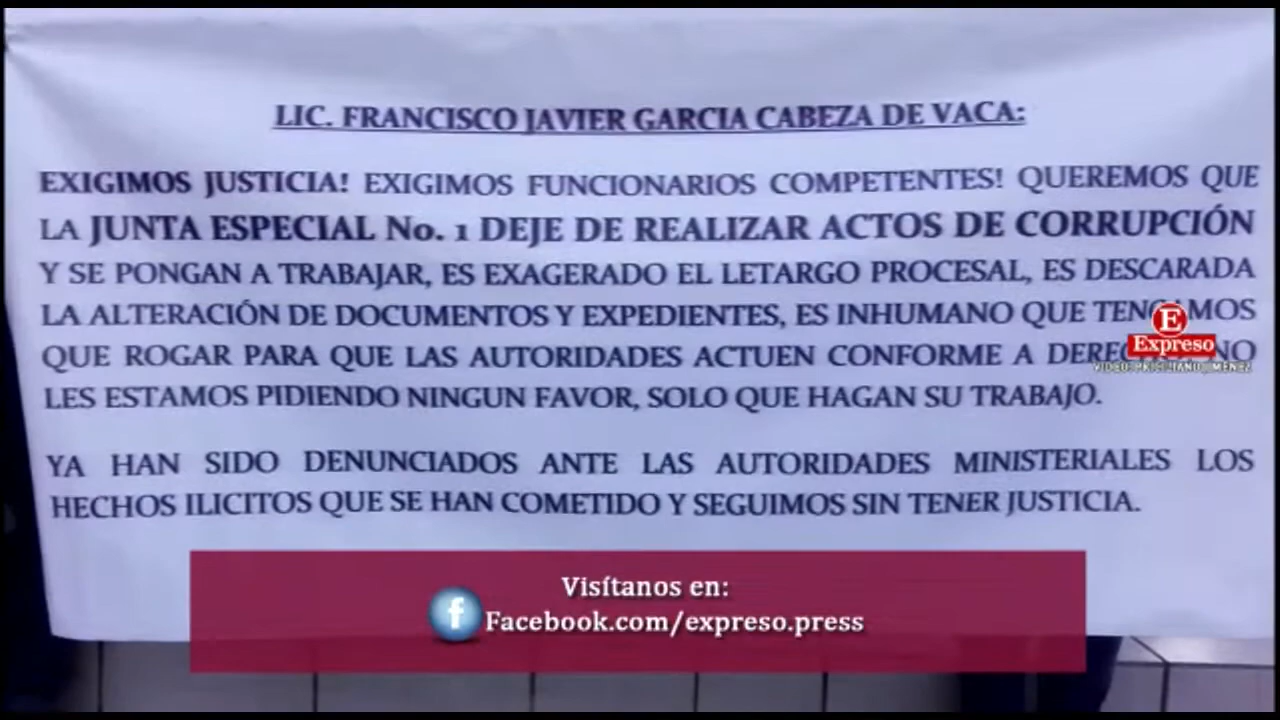 LIC. FRANCISCO JAVIER GARCIA CABEZA DE VACA:
EXIGIMOS JUSTICIA! EXIGIMOS FUNCIONARIOS COMPETENTES! QUEREMOS QUE
LA JUNTA ESPECIAL No. 1 DEJE DE REALIZAR ACTOS DE CORRUPCIÓN
Y SE PONGAN A TRABAJAR, ES EXAGERADO EL LETARGO PROCESAL, ES DESCARADA
LA ALTERACIÓN DE DOCUMENTOS Y EXPEDIENTES, ES INHUMANO QUE
QUE ROGAR PARA QUE LAS AUTORIDADES ACTUEN CONFORME A NO
LES ESTAMOS PIDIENDO NINGUN FAVOR, SOLO QUE HAGAN SU TRABAJO.
YA HAN SIDO DENUNCIADOS ANTE LAS AUTORIDADES MINISTERIALES LOS
HECHOS ILICITOS QUE SE HAN COMETIDO Y SEGUIMOS SIN TENER JUSTICIA.
E
Expreso
Visítanos en:
f Facebook.com/expreso.press